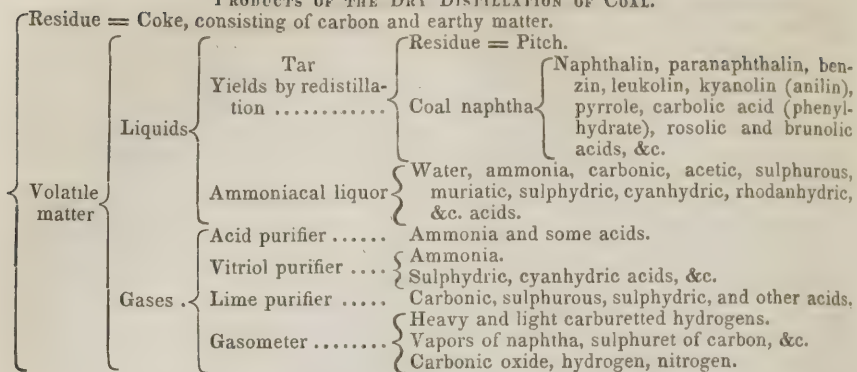 PRODUCTS OF THE DRY DISTILLATION OF COAL.
Residue = Coke, consisting of carbon and earthy matter.
Residue = Pitch.
Tar
Yields by redistilla-
tion ............
Coal naphtha
Naphthalin, paranaphthalin, ben-
zin, leukolin, kyanolin (anilin),
pyrrole, carbolic acid (phenyl-
hydrate), rosolic and brunolic
acids, &c.
Liquids
Volatile
matter
Ammoniacal liquor
Water, ammonia, carbonic, acetic, sulphurous,
muriatic, sulphydric, cyanhydric, rhodanhydric,
&c. acids.
Gases .
Acid purifier ...... Ammonia and some acids.
Vitriol purifier ....
Ammonia.
Sulphydric, cyanhydric acids, &c.
Lime purifier ..... Carbonic, sulphurous, sulphydric, and other acids.
Gasometer ........
Heavy and light carburetted hydrogens.
Vapors of naphtha, sulphuret of carbon, &c.
Carbonic oxide, hydrogen, nitrogen.